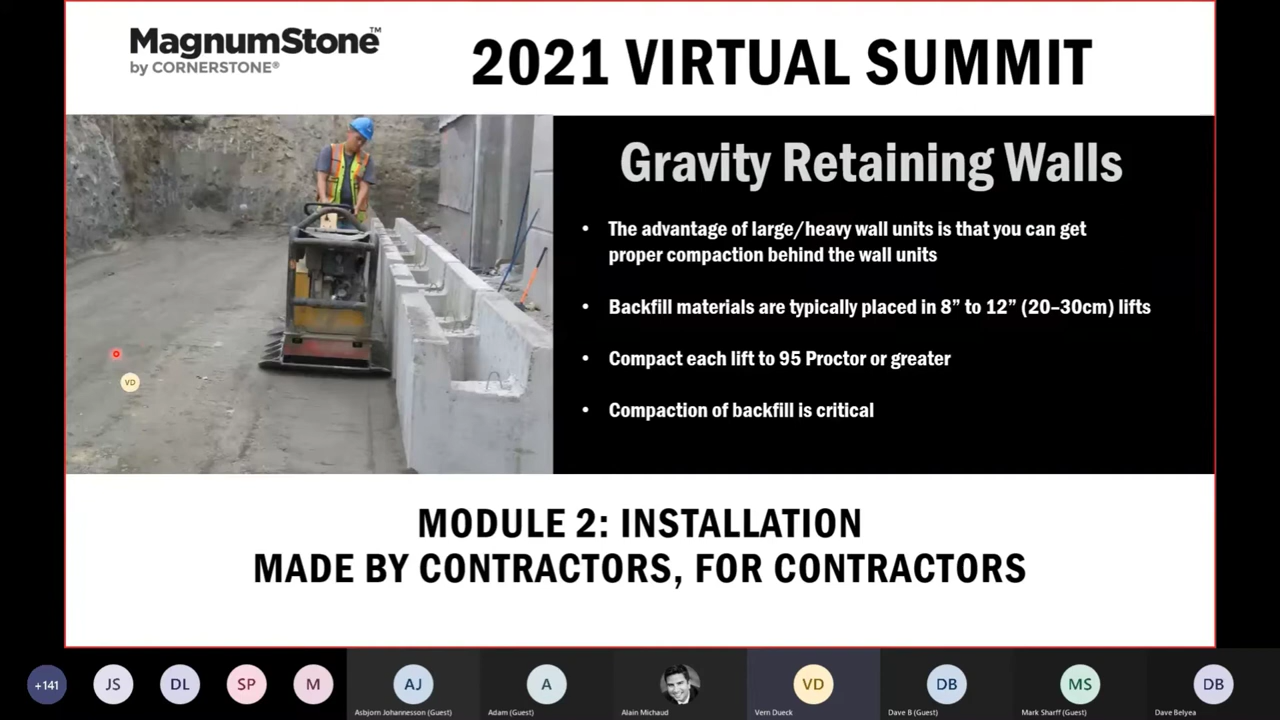 MagnumStone™
by CORNERSTONE®
2021 VIRTUAL SUMMIT
Gravity Retaining Walls
• The advantage of large/heavy wall units is that you can get
proper compaction behind the wall units
• Backfill materials are typically placed in 8” to 12” (20–30cm) lifts
• Compact each lift to 95 Proctor or greater
• Compaction of backfill is critical
VD
MODULE 2: INSTALLATION
MADE BY CONTRACTORS, FOR CONTRACTORS
+141
JS
DL
SP
M
AJ
A
VD
DB
MS
DB
Asbjorn Johannesson (Guest)
Adam (Guest)
Alain Michaud
Vern Dueck
Dave B (Guest)
Mark Sharff (Guest)
Dave Belyea